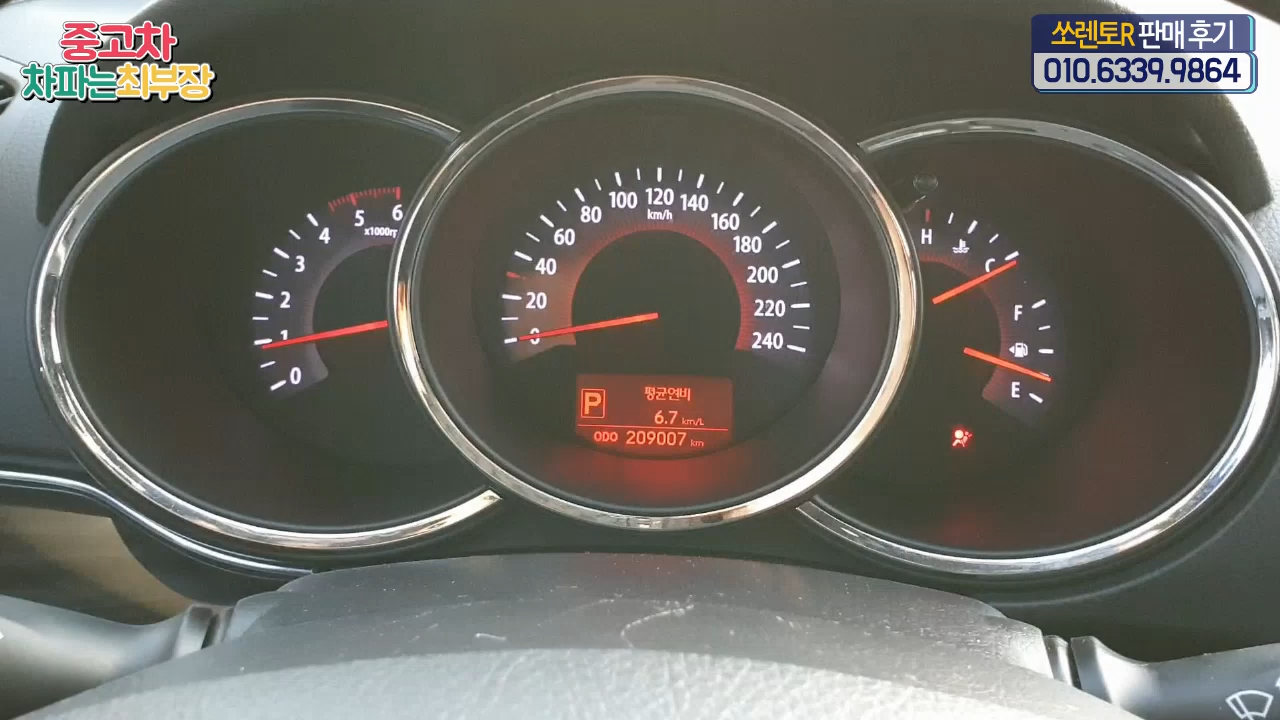 중고차
차파는최부장
쏘렌토R 판매 후기
010.6339.9864
0
1
2
3
4
5
6
x1000r
0
20
40
60
80
100
120
140
160
180
200
220
240
km/h
P
평균연비
6.7 km/L
ODO 209007 km
H
C
F
E